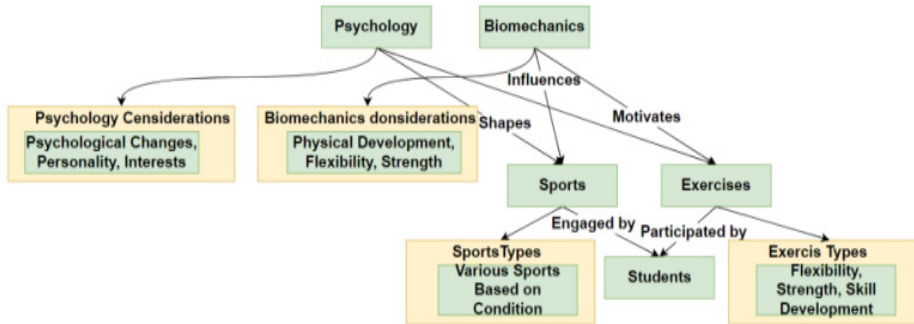 Psychology
Biomechanics
Influences
Motivates
Shapes
Psychology Censiderations
Psychological Changes,
Personality, Interests
Biomechanics donsiderations
Physical Development,
Flexibility, Strength
Sports
Exercises
Engaged by
Participated by
SportsTypes
Various Sports
Based on
Condition
Students
Exercis Types
Flexibility,
Strength, Skill
Development